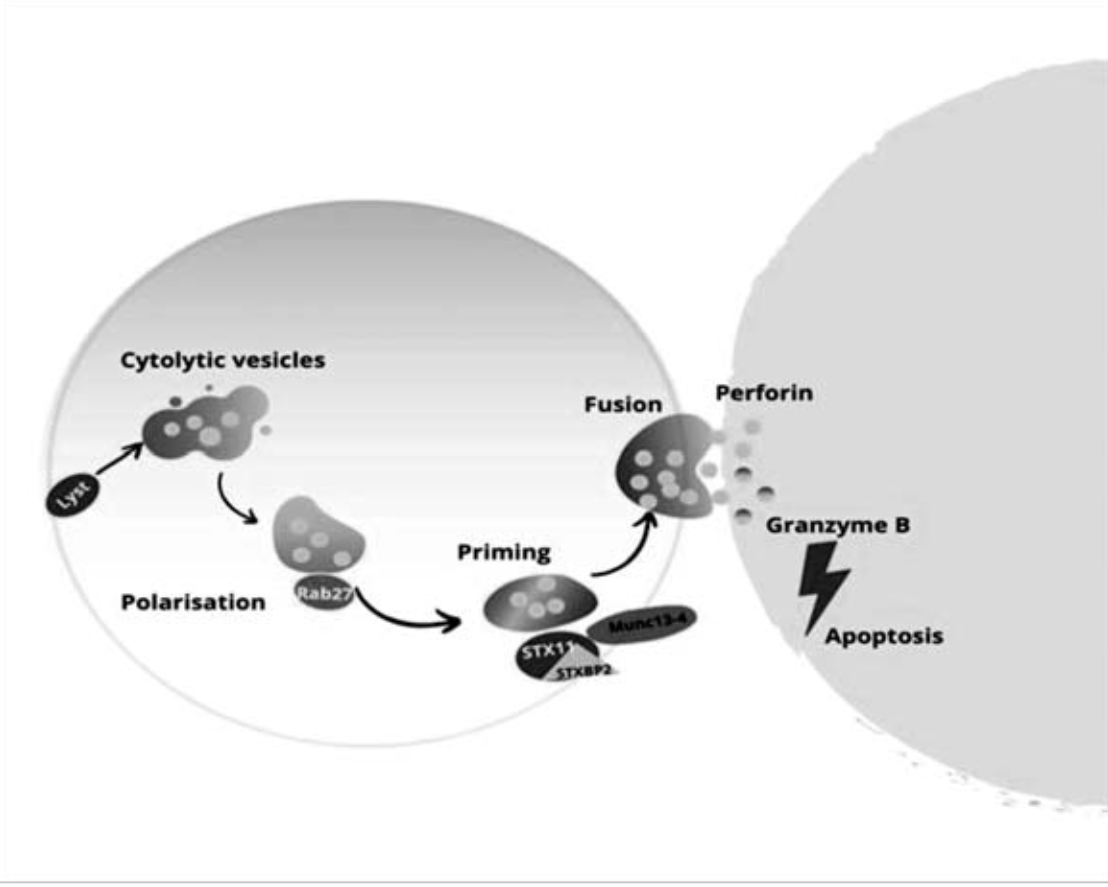 Cytolytic vesicles
Lyst
Polarisation
Rab27
Priming
Munc13-4
STX11
STXBP2
Fusion
Perforin
Granzyme B
Apoptosis